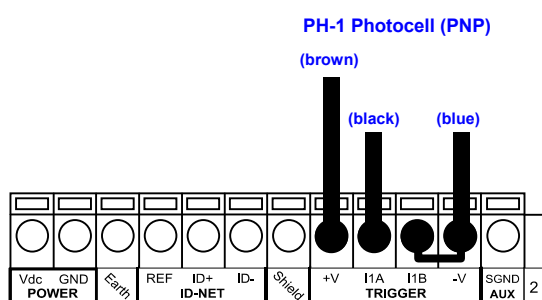 PH-1 Photocell (PNP)
(brown)
(black) (blue)
Vdc GND Earth REF ID+ ID- Shield +V I1A I1B -V SGND
POWER ID-NET TRIGGER AUX 2